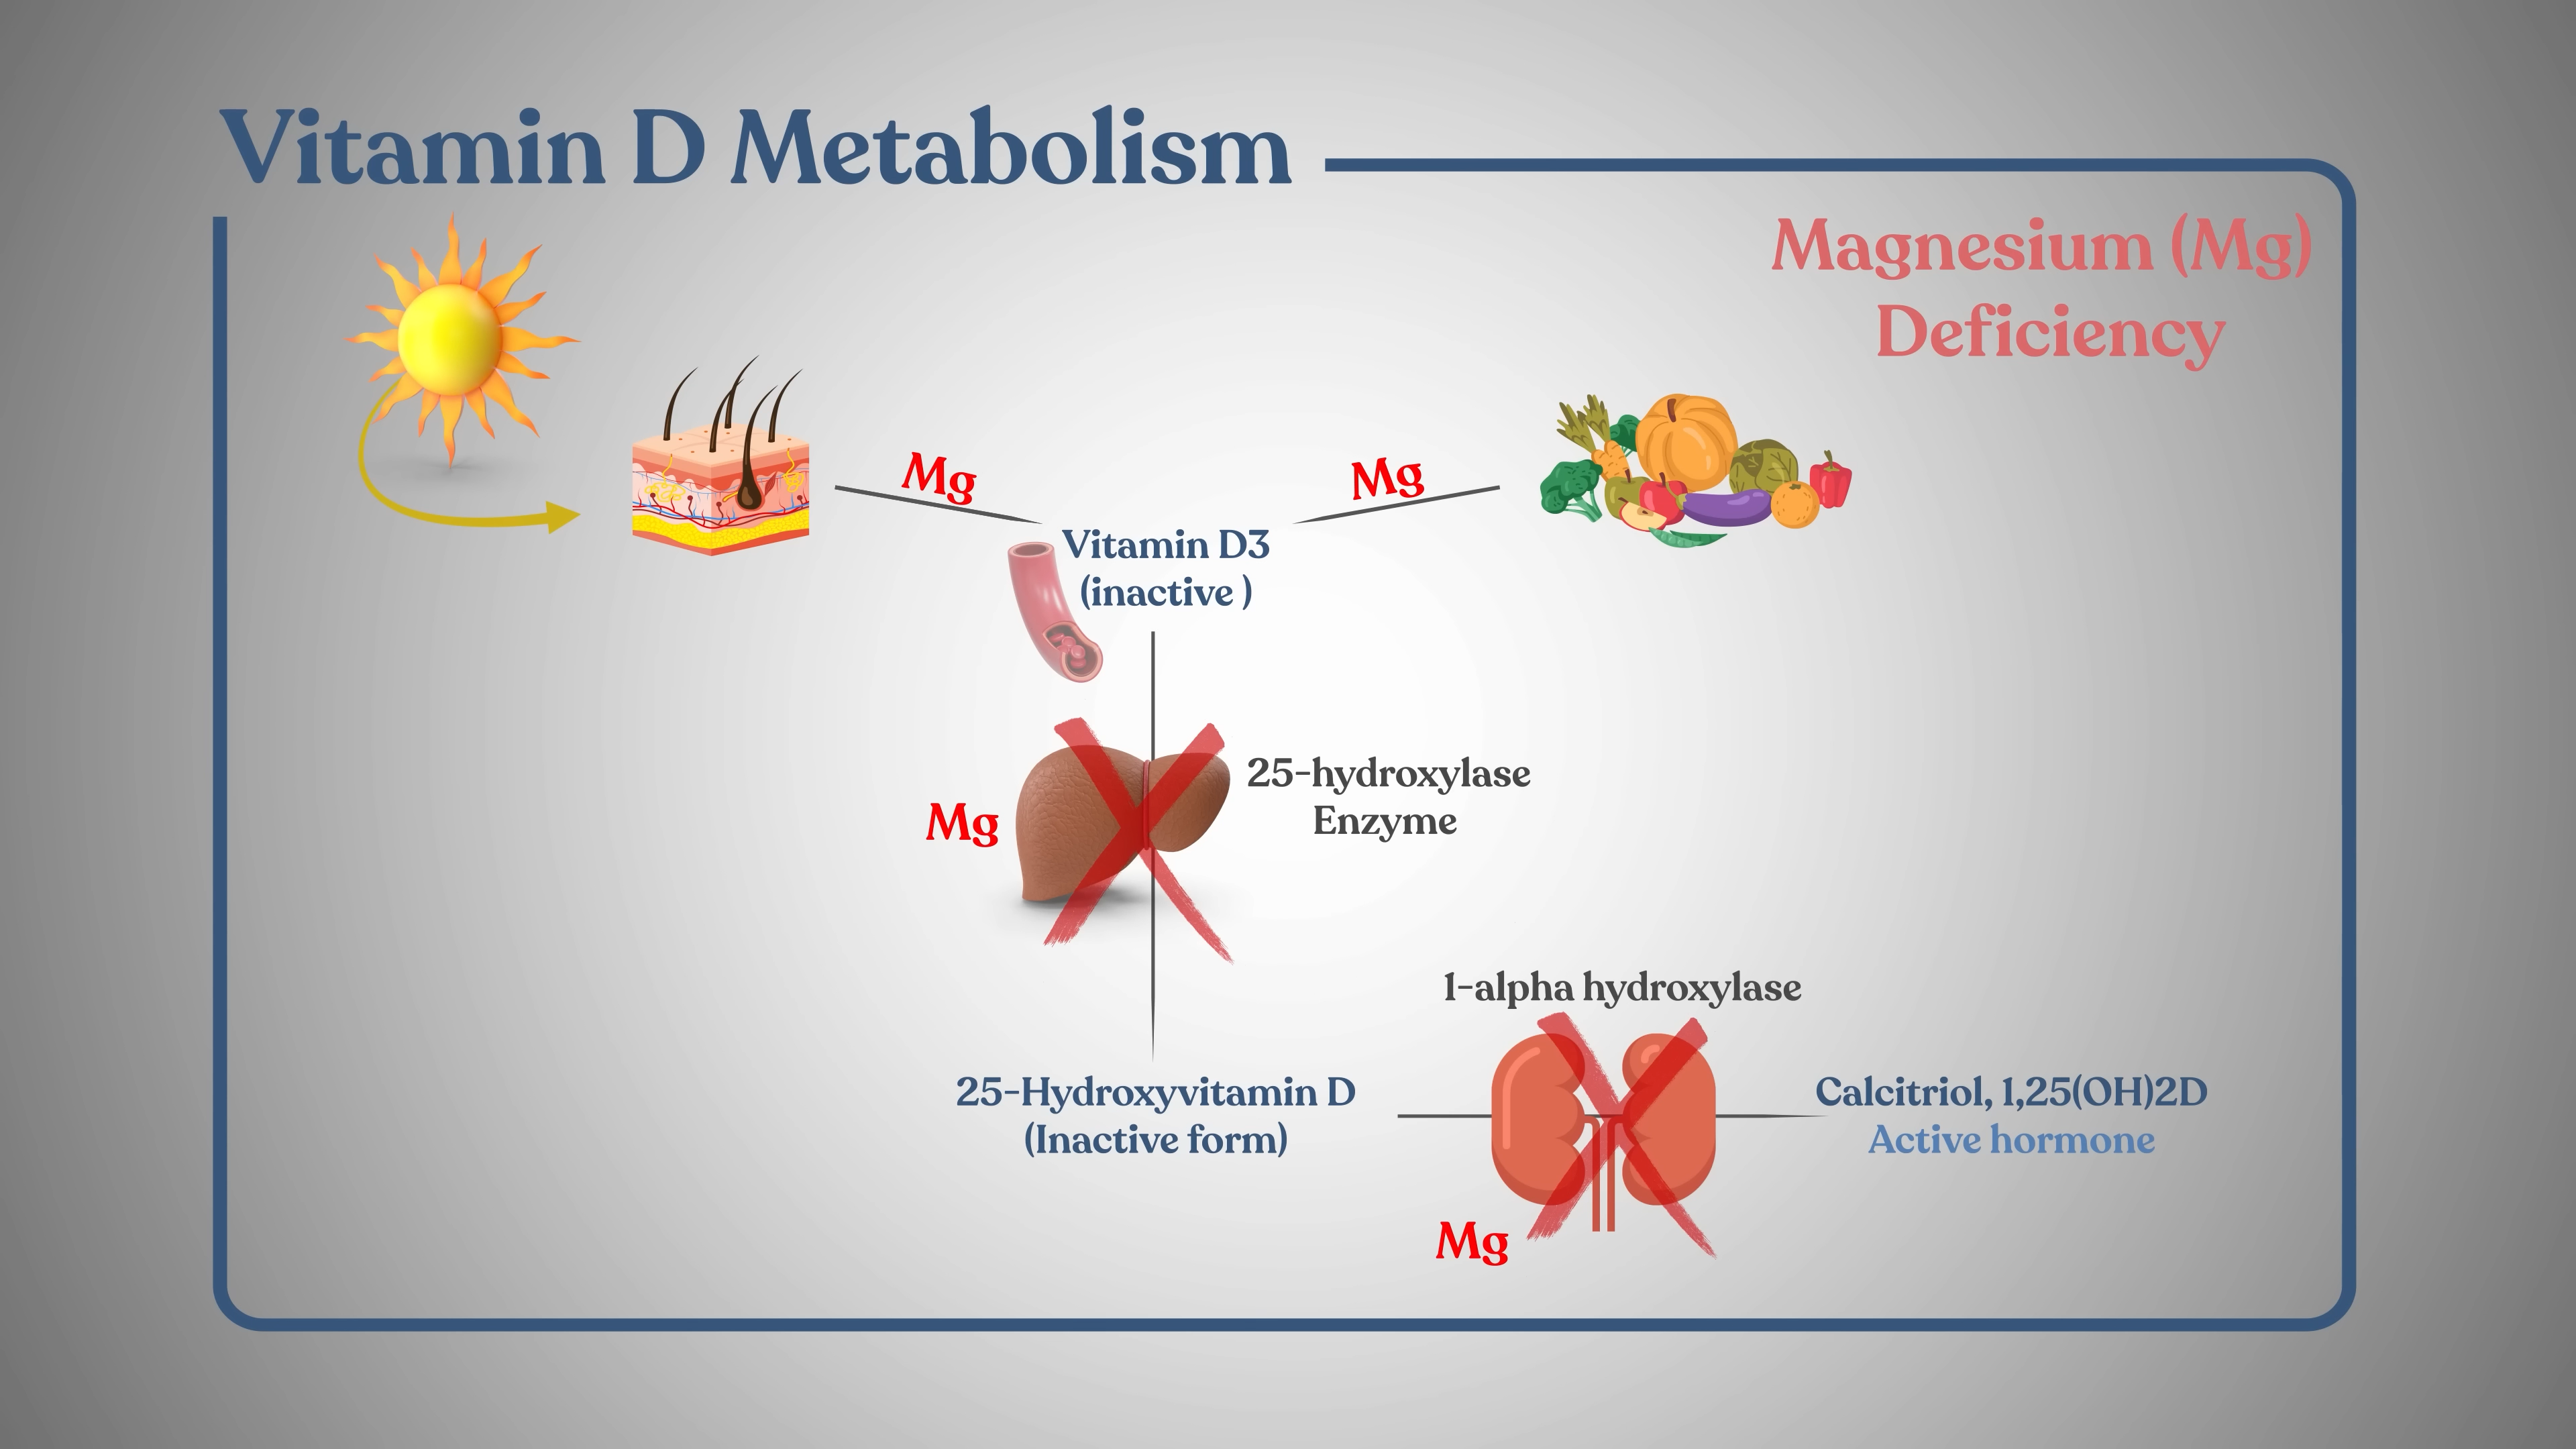 Vitamin D Metabolism
Magnesium (Mg)
Deficiency
Mg
Mg
Vitamin D3
(inactive )
25-hydroxylase
Enzyme
Mg
1-alpha hydroxylase
25-Hydroxyvitamin D
(Inactive form)
Calcitriol, 1,25(OH)2D
Active hormone
Mg